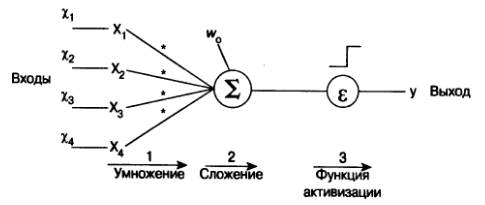 χ₁
X₁
*
w₀
χ₂
X₂
*
Входы
Σ
ε
y Выход
χ₃
X₃
*
*
χ₄
X₄
1
2
3
Умножение
Сложение
Функция
активизации